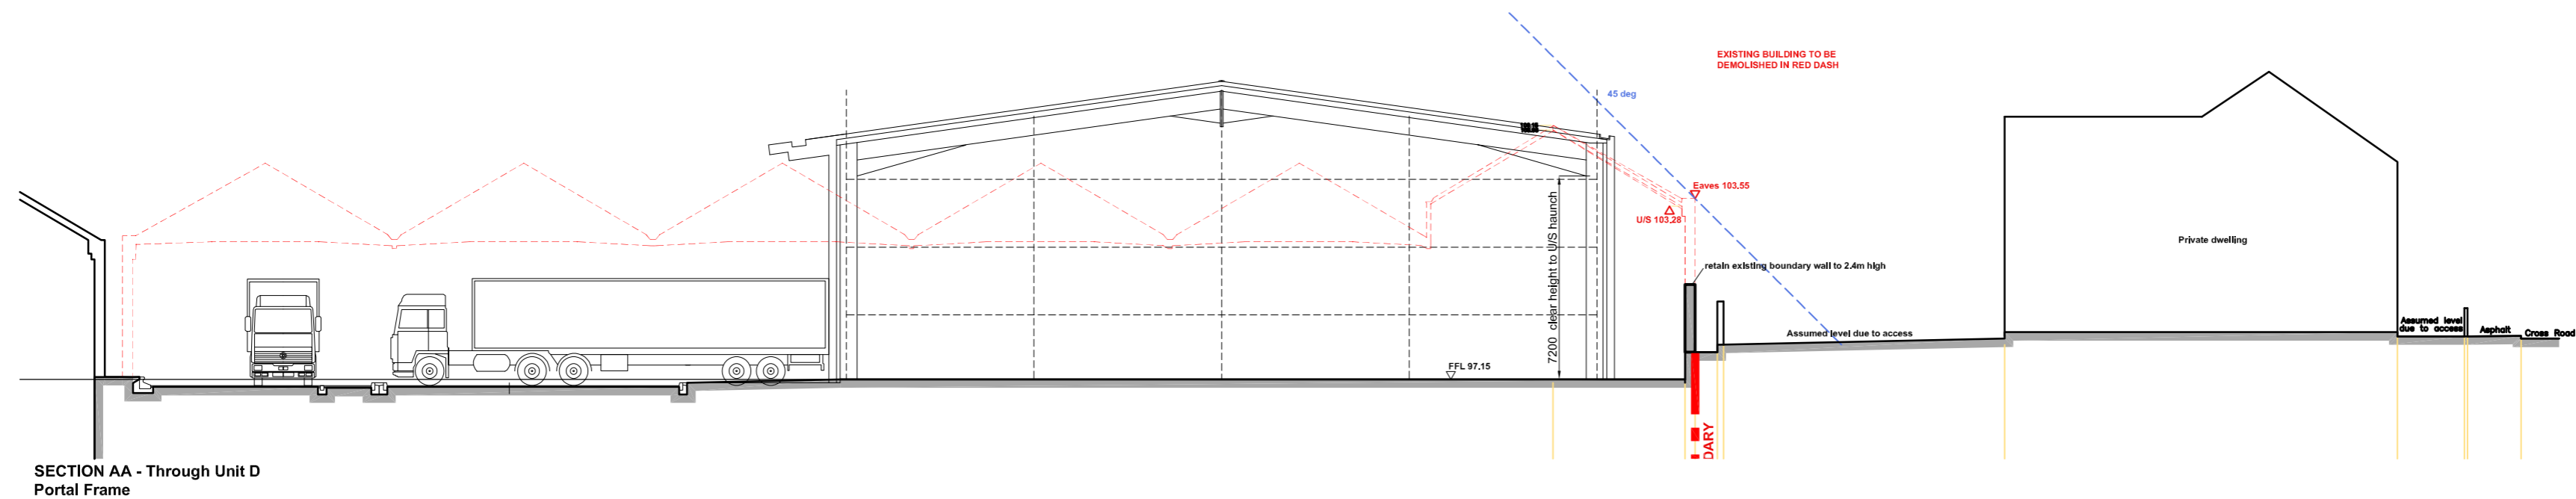 EXISTING BUILDING TO BE
DEMOLISHED IN RED DASH
45 deg
Eaves 103.55
U/S 103.28
7200 clear height to U/S haunch
retain existing boundary wall to 2.4m high
Private dwelling
Assumed level due to access
Assumed level
due to access
Asphalt
Cross Road
FFL 97.15
DARY
SECTION AA - Through Unit D
Portal Frame